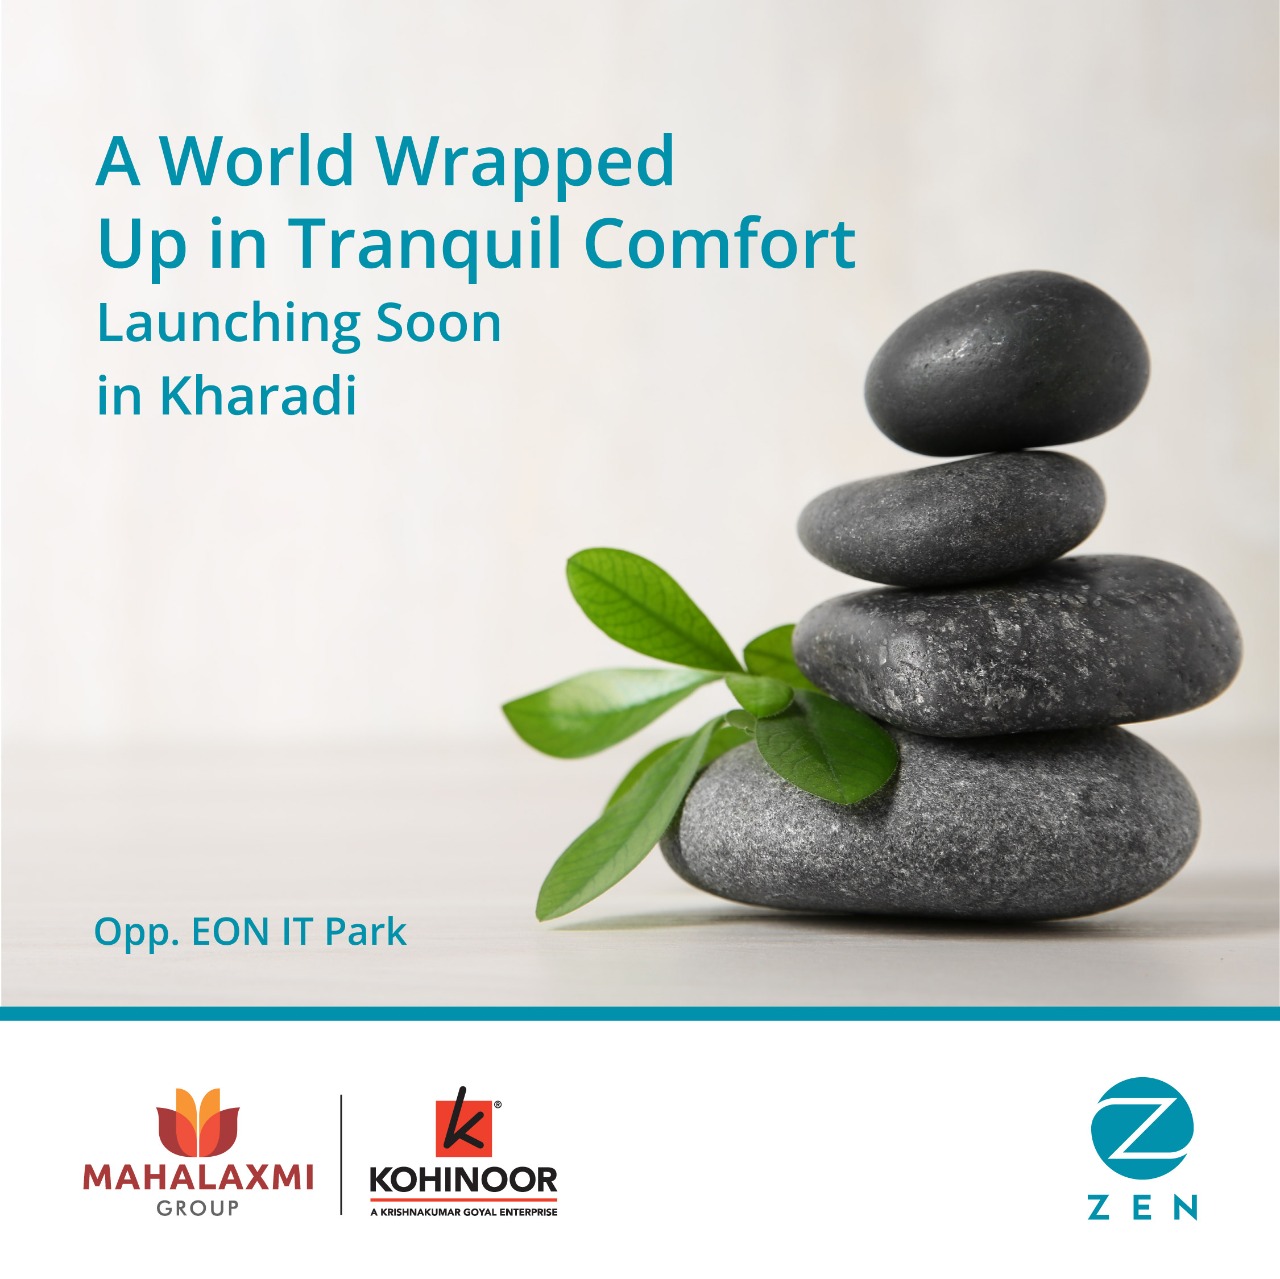 A World Wrapped
Up in Tranquil Comfort
Launching Soon
in Kharadi
Opp. EON IT Park
MAHALAXMI
GROUP
k®
KOHINOOR
A KRISHNAKUMAR GOYAL ENTERPRISE
Z
ZEN